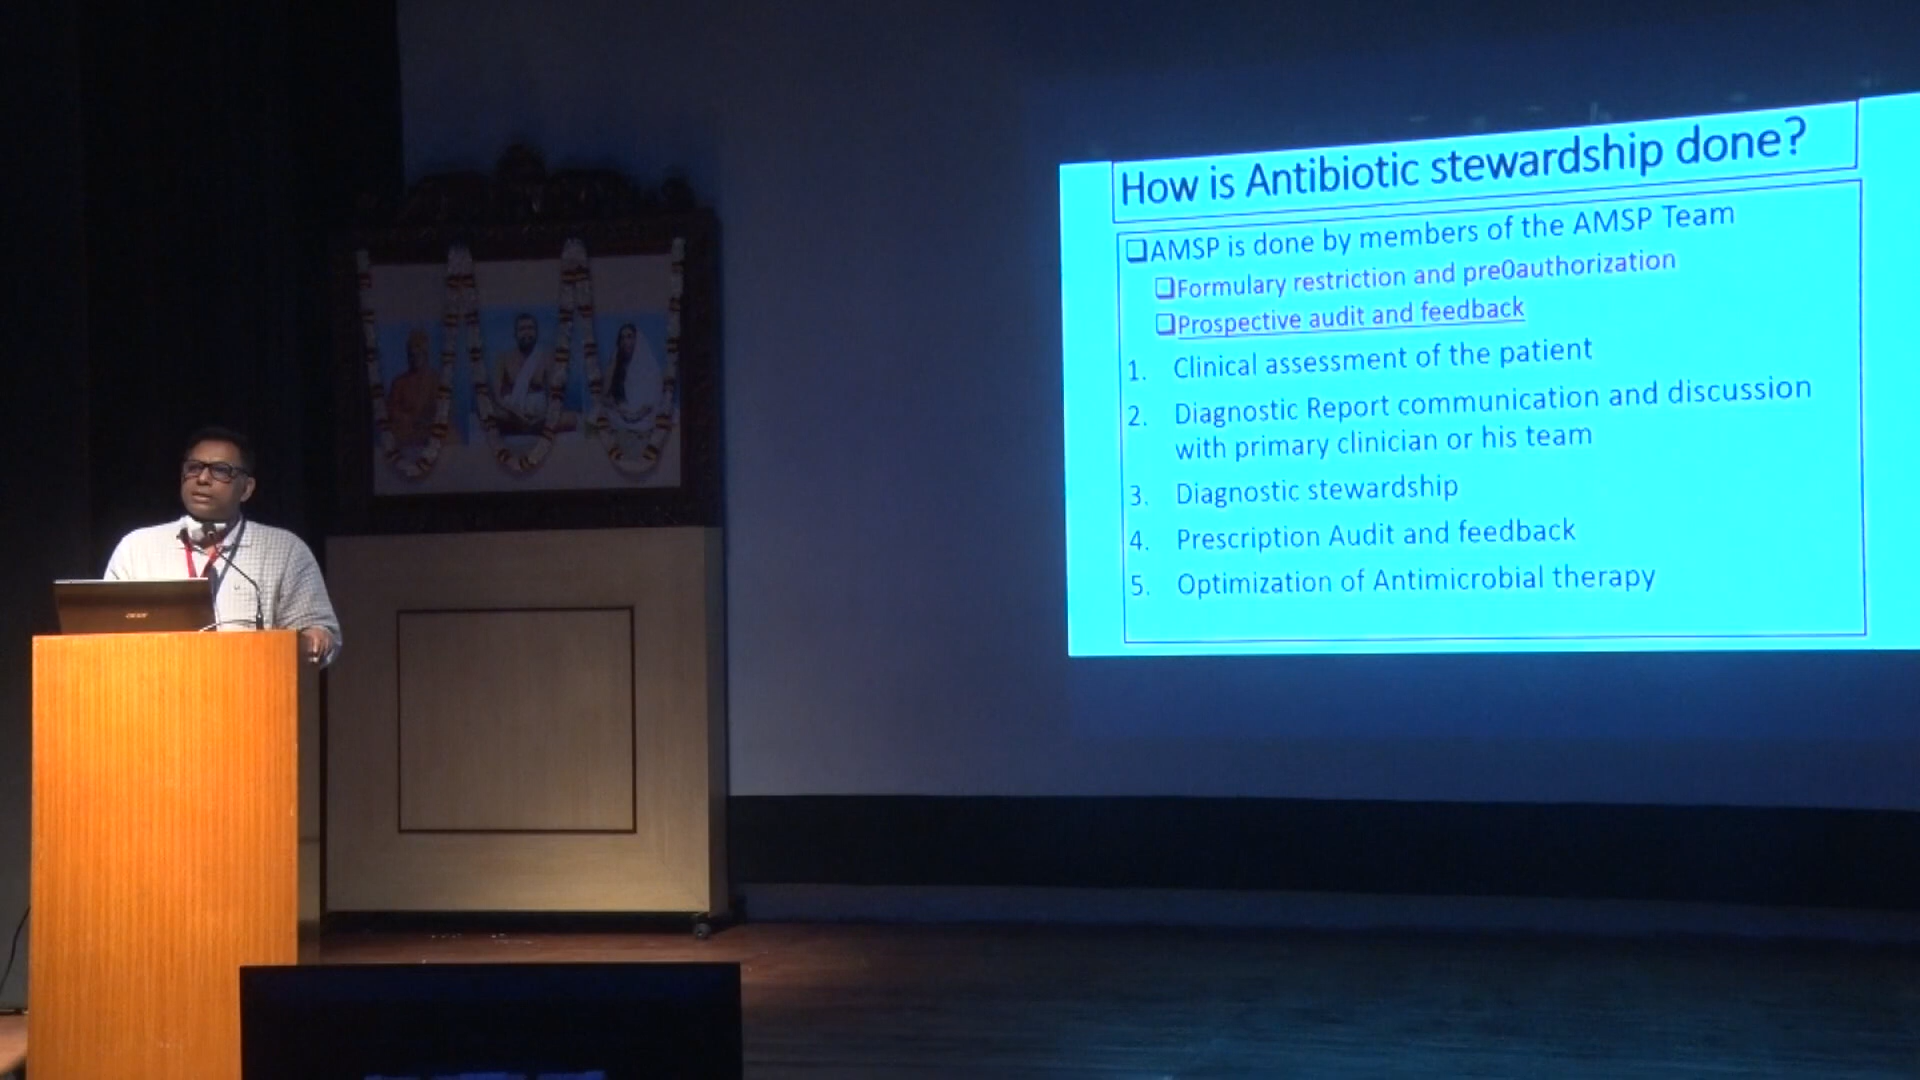 How is Antibiotic stewardship done?
❑AMSP is done by members of the AMSP Team
❑Formulary restriction and pre0authorization
❑Prospective audit and feedback
1. Clinical assessment of the patient
2. Diagnostic Report communication and discussion
with primary clinician or his team
3. Diagnostic stewardship
4. Prescription Audit and feedback
5. Optimization of Antimicrobial therapy
acer